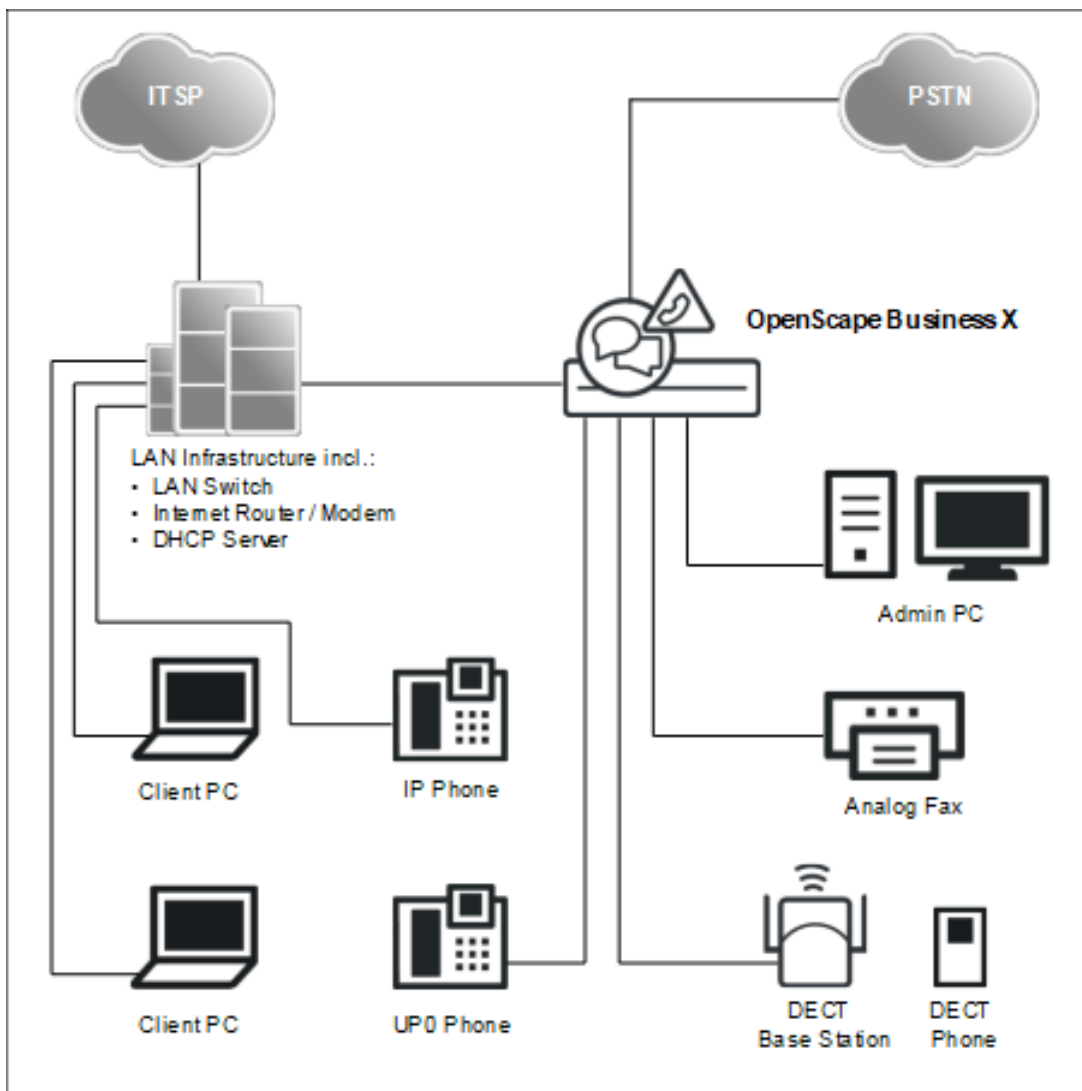 ITSP
PSTN
OpenScape Business X
LAN Infrastructure incl.:
• LAN Switch
• Internet Router / Modem
• DHCP Server
Admin PC
Client PC
IP Phone
Analog Fax
Client PC
UP0 Phone
DECT
Base Station
DECT
Phone